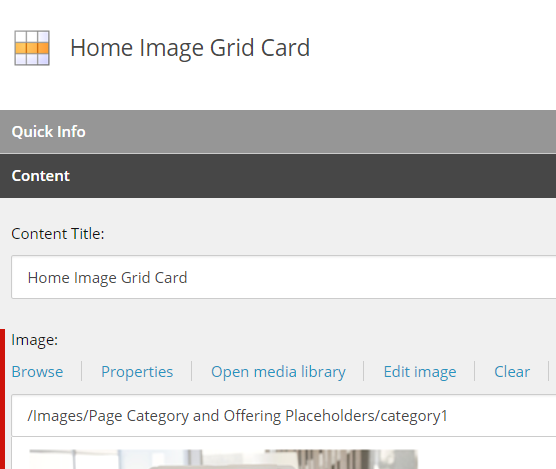 Home Image Grid Card
Quick Info
Content
Content Title:
Home Image Grid Card
Image:
Browse Properties Open media library Edit image Clear
/Images/Page Category and Offering Placeholders/category1